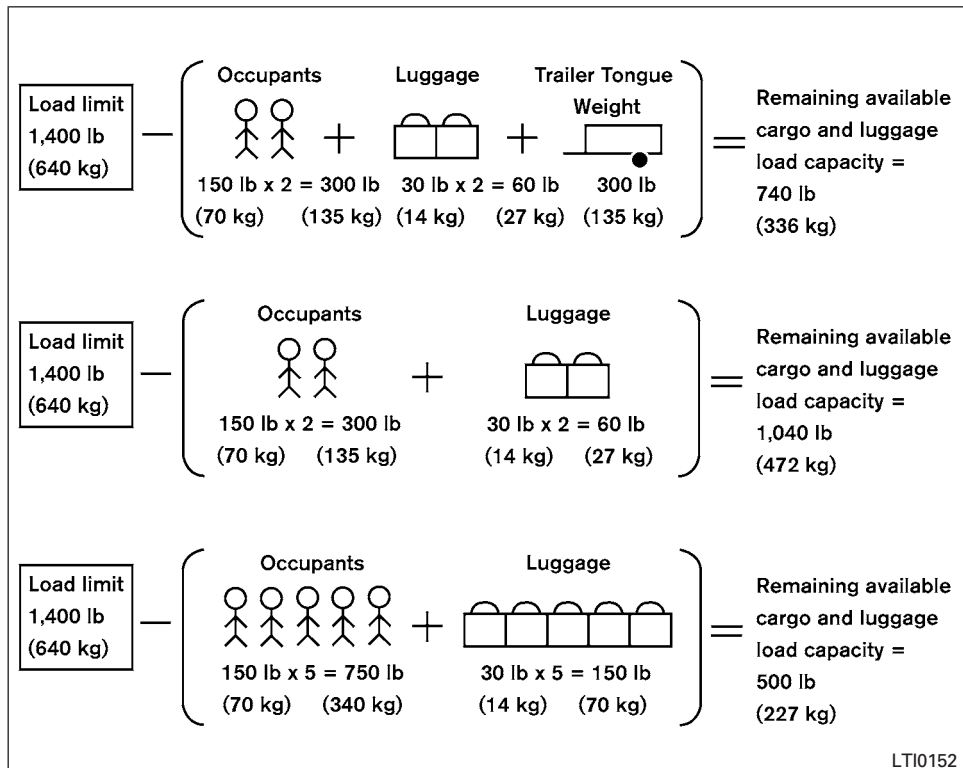 Load limit
1,400 lb
(640 kg)
—
Occupants
Luggage
Trailer Tongue
Weight
+
+
150 lb x 2 = 300 lb 30 lb x 2 = 60 lb 300 lb
(70 kg) (135 kg) (14 kg) (27 kg) (135 kg)
=
Remaining available
cargo and luggage
load capacity =
740 lb
(336 kg)
Load limit
1,400 lb
(640 kg)
—
Occupants
Luggage
+
150 lb x 2 = 300 lb 30 lb x 2 = 60 lb
(70 kg) (135 kg) (14 kg) (27 kg)
=
Remaining available
cargo and luggage
load capacity =
1,040 lb
(472 kg)
Load limit
1,400 lb
(640 kg)
—
Occupants
Luggage
+
150 lb x 5 = 750 lb 30 lb x 5 = 150 lb
(70 kg) (340 kg) (14 kg) (70 kg)
=
Remaining available
cargo and luggage
load capacity =
500 lb
(227 kg)
LTI0152